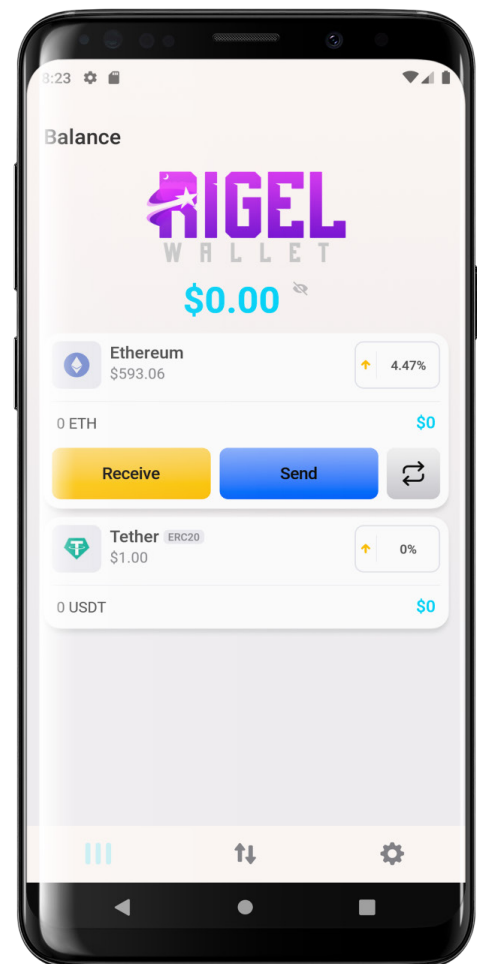 8:23
Balance
RIGEL
WALLET
$0.00
Ethereum
$593.06
4.47%
0 ETH
$0
Receive
Send
Tether ERC20
$1.00
0%
0 USDT
$0